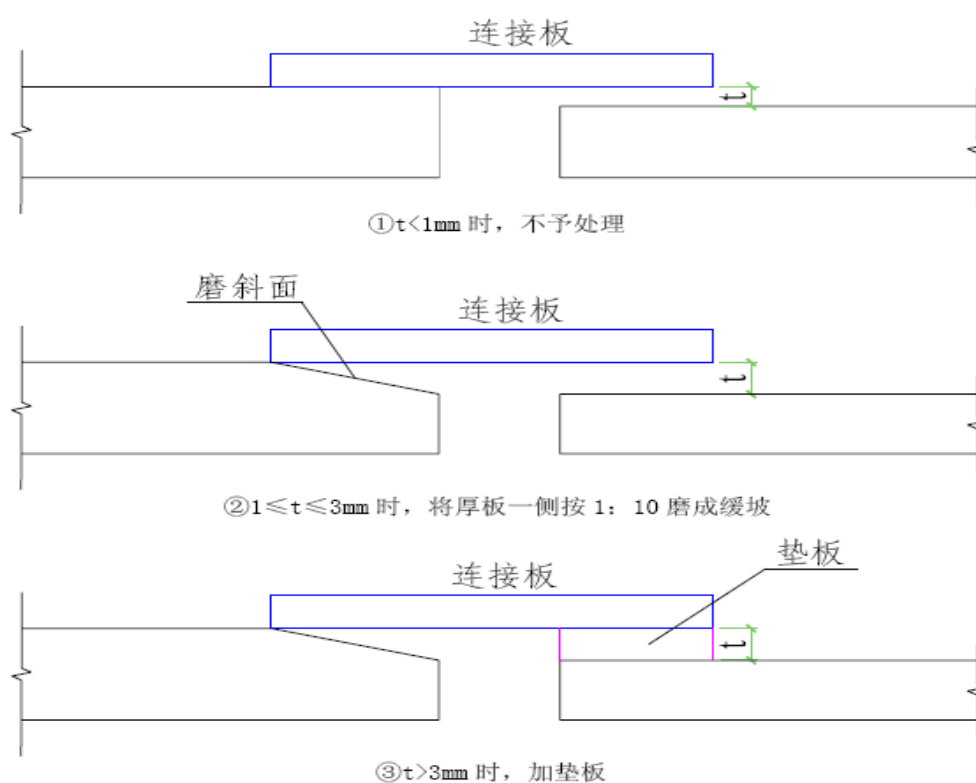 连接板
t
①t<1mm 时，不予处理
磨斜面
连接板
t
②1≤t≤3mm 时，将厚板一侧按 1：10 磨成缓坡
垫板
连接板
t
③t>3mm 时，加垫板